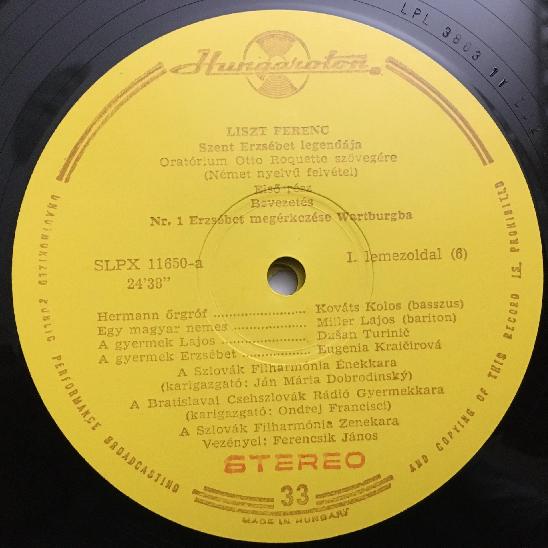 LPL 3803 1Y
Hungaroton
LISZT FERENC
Szent Erzsébet legendája
Oratórium Otto Roquette szövegére
(Német nyelvű felvétel)
Első rész
Bevezetés
Nr. 1 Erzsébet megérkezése Wartburgba
SLPX 11650-a
24'38"
I. lemezoldal (6)
Hermann őrgróf .................. Kováts Kolos (basszus)
Egy magyar nemes .............. Miller Lajos (bariton)
A gyermek Lajos ................ Dušan Turinič
A gyermek Erzsébet ............ Eugenia Kraičírová
A Szlovák Filharmónia Énekkara
(karigazgató: Ján Mária Dobrodinský)
A Bratislavai Csehszlovák Rádió Gyermekkara
(karigazgató: Ondrej Francisci)
A Szlovák Filharmónia Zenekara
Vezényel: Ferencsik János
STEREO
33
MADE IN HUNGARY
UNAUTHORIZED PUBLIC PERFORMANCE BROADCASTING AND COPYING OF THIS RECORD IS PROHIBITED